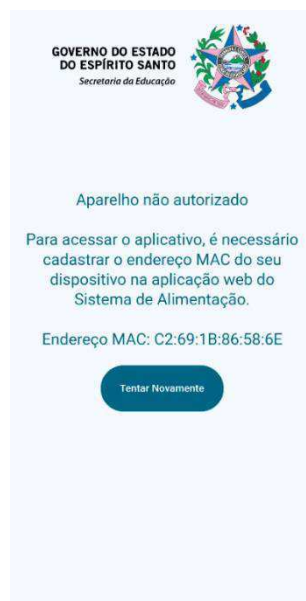 GOVERNO DO ESTADO
DO ESPÍRITO SANTO
Secretaria da Educação
Aparelho não autorizado
Para acessar o aplicativo, é necessário
cadastrar o endereço MAC do seu
dispositivo na aplicação web do
Sistema de Alimentação.
Endereço MAC: C2:69:1B:86:58:6E
Tentar Novamente